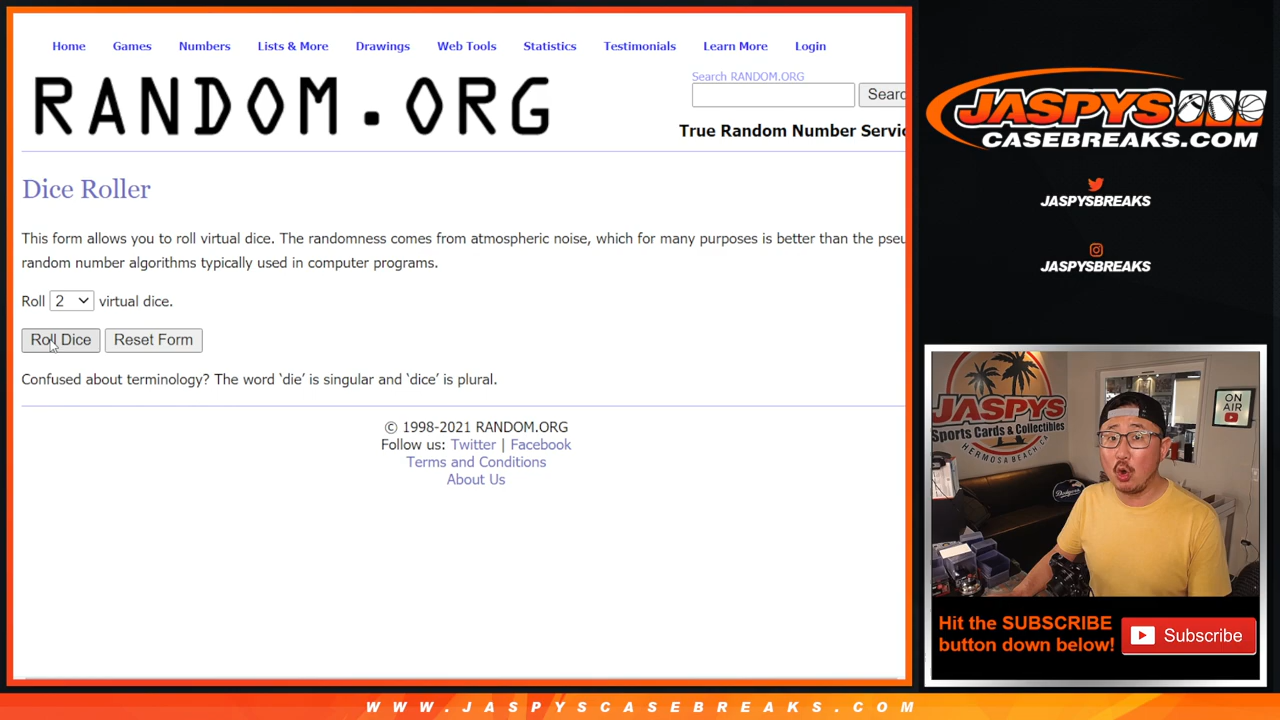 Home Games Numbers Lists & More Drawings Web Tools Statistics Testimonials Learn More Login
RANDOM.ORG
Search RANDOM.ORG
Searc
True Random Number Servic
Dice Roller
This form allows you to roll virtual dice. The randomness comes from atmospheric noise, which for many purposes is better than the pseu
random number algorithms typically used in computer programs.
Roll 2 virtual dice.
Roll Dice Reset Form
Confused about terminology? The word ‘die’ is singular and ‘dice’ is plural.
© 1998-2021 RANDOM.ORG
Follow us: Twitter | Facebook
Terms and Conditions
About Us
JASPYS
CASEBREAKS.COM
JASPYSBREAKS
JASPYSBREAKS
JASPYS
Sports Cards & Collectibles
HERMOSA BEACH CA
ON
AIR
Dodgers
Hit the SUBSCRIBE
button down below!
Subscribe
WWW.JASPYSCASEBREAKS.COM